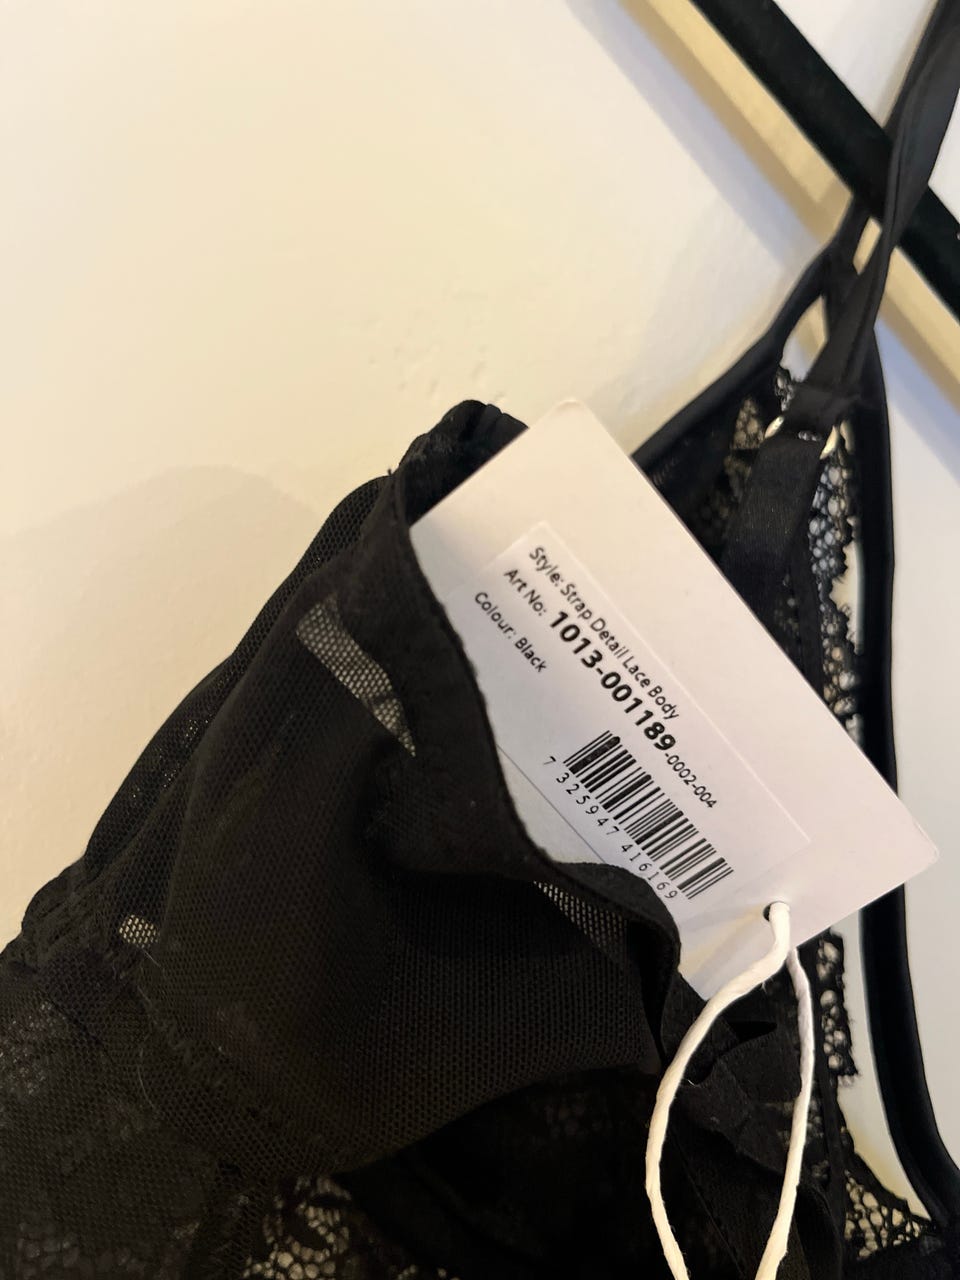 Style: Strap Detail Lace Body
Art No: 1013-001189-0002-004
Colour: Black
7 325947 416169